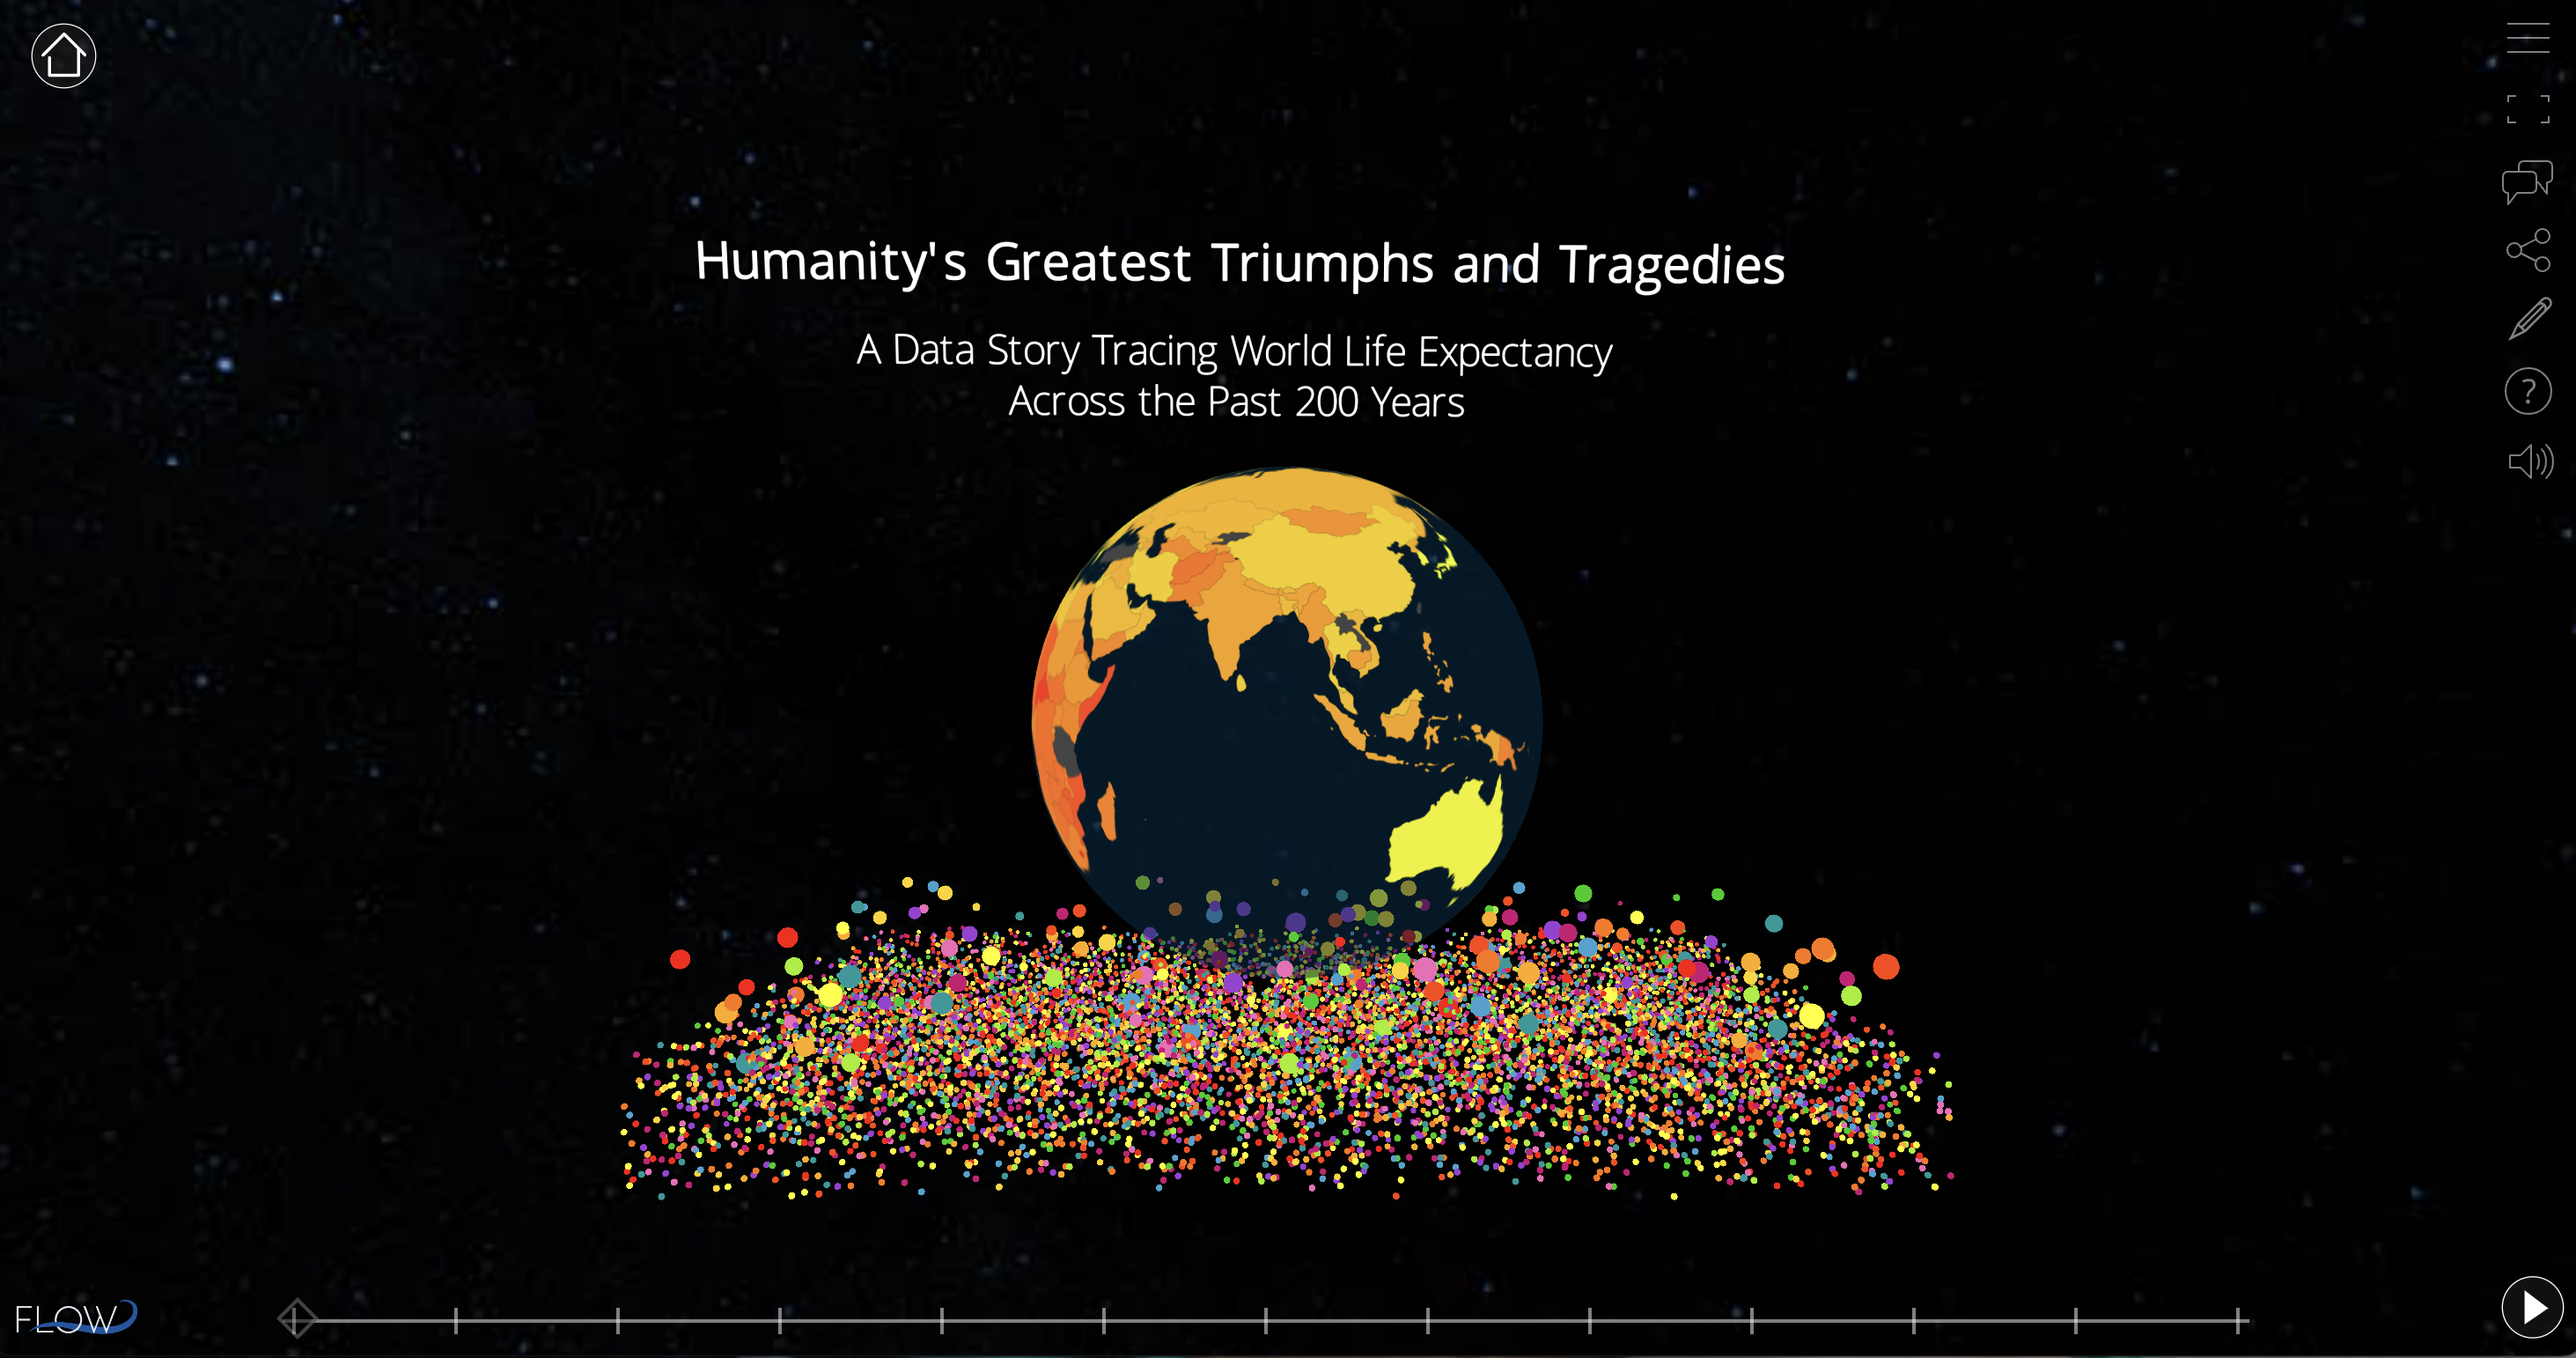 Humanity's Greatest Triumphs and Tragedies
A Data Story Tracing World Life Expectancy
Across the Past 200 Years
?
FLOW